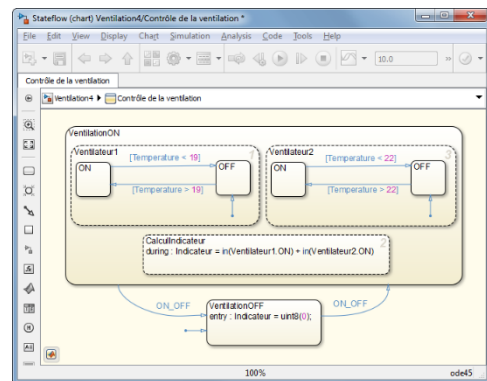 Stateflow (chart) Ventilation4/Contrôle de la ventilation *
File Edit View Display Chart Simulation Analysis Code Tools Help
10.0
»
Contrôle de la ventilation
Ventilation4 Contrôle de la ventilation
VentilationON
Ventilateur1 1
[Temperature < 19]
ON OFF
[Temperature > 19]
Ventilateur2 3
[Temperature < 22]
ON OFF
[Temperature > 22]
CalculIndicateur 2
during : Indicateur = in(Ventilateur1.ON) + in(Ventilateur2.ON)
ON_OFF
VentilationOFF
entry : Indicateur = uint8(0);
ON_OFF
100% ode45